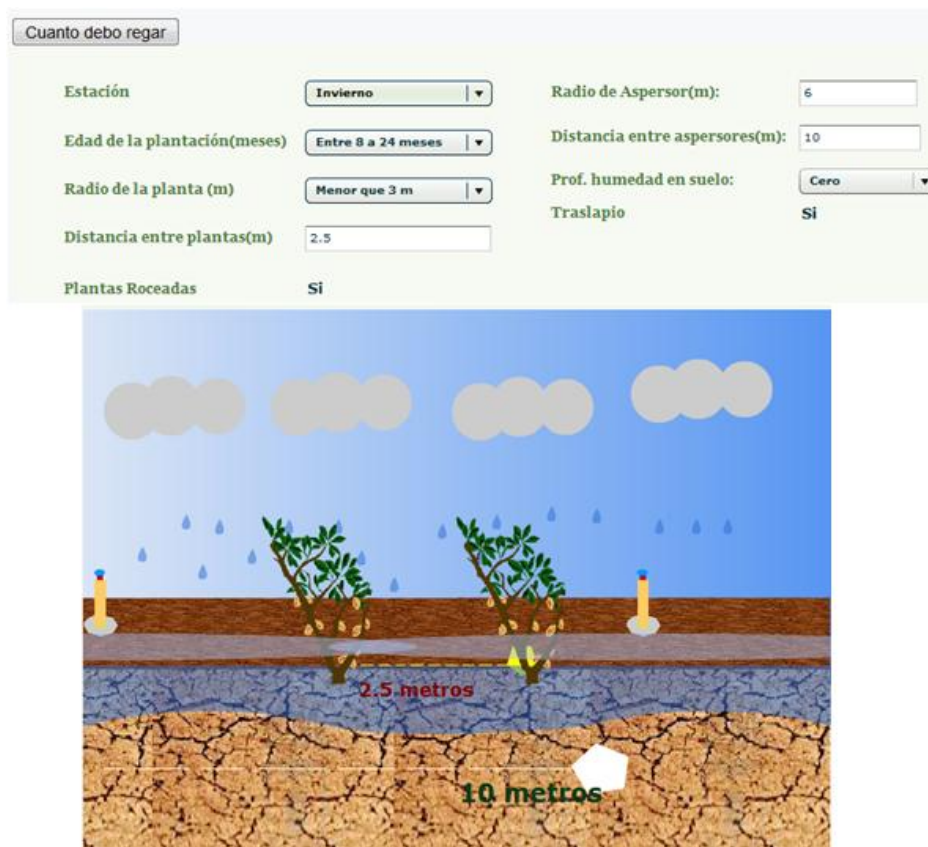 Cuanto debo regar
Estación Invierno
Edad de la plantación(meses) Entre 8 a 24 meses
Radio de la planta (m) Menor que 3 m
Distancia entre plantas(m) 2.5
Plantas Roceadas Si
Radio de Aspersor(m): 6
Distancia entre aspersores(m): 10
Prof. humedad en suelo: Cero
Traslapio Si
2.5 metros
10 metros